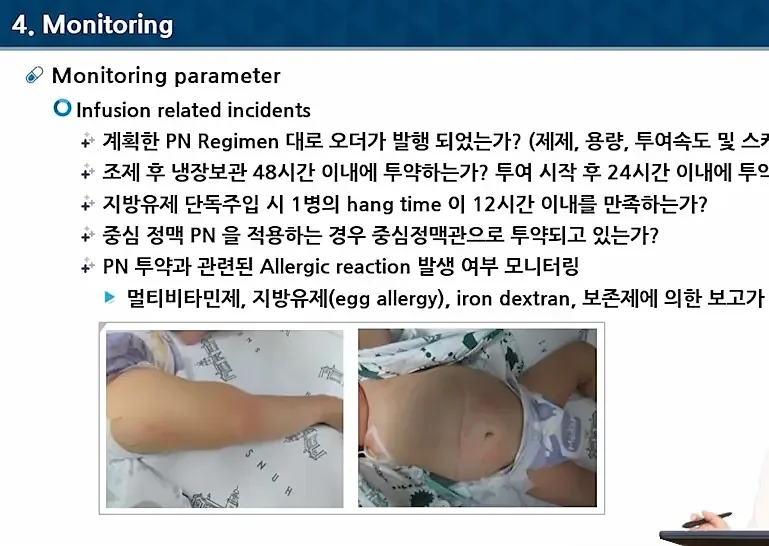 4. Monitoring
Monitoring parameter
Infusion related incidents
계획한 PN Regimen 대로 오더가 발행 되었는가? (제제, 용량, 투여속도 및
조제 후 냉장보관 48시간 이내에 투약하는가? 투여 시작 후 24시간 이내에
지방유제 단독주입 시 1병의 hang time 이 12시간 이내를 만족하는가?
중심 정맥 PN 을 적용하는 경우 중심정맥관으로 투약되고 있는가?
PN 투약과 관련된 Allergic reaction 발생 여부 모니터링
멀티비타민제, 지방유제(egg allergy), iron dextran, 보존제에 의한 보고가
SNUH